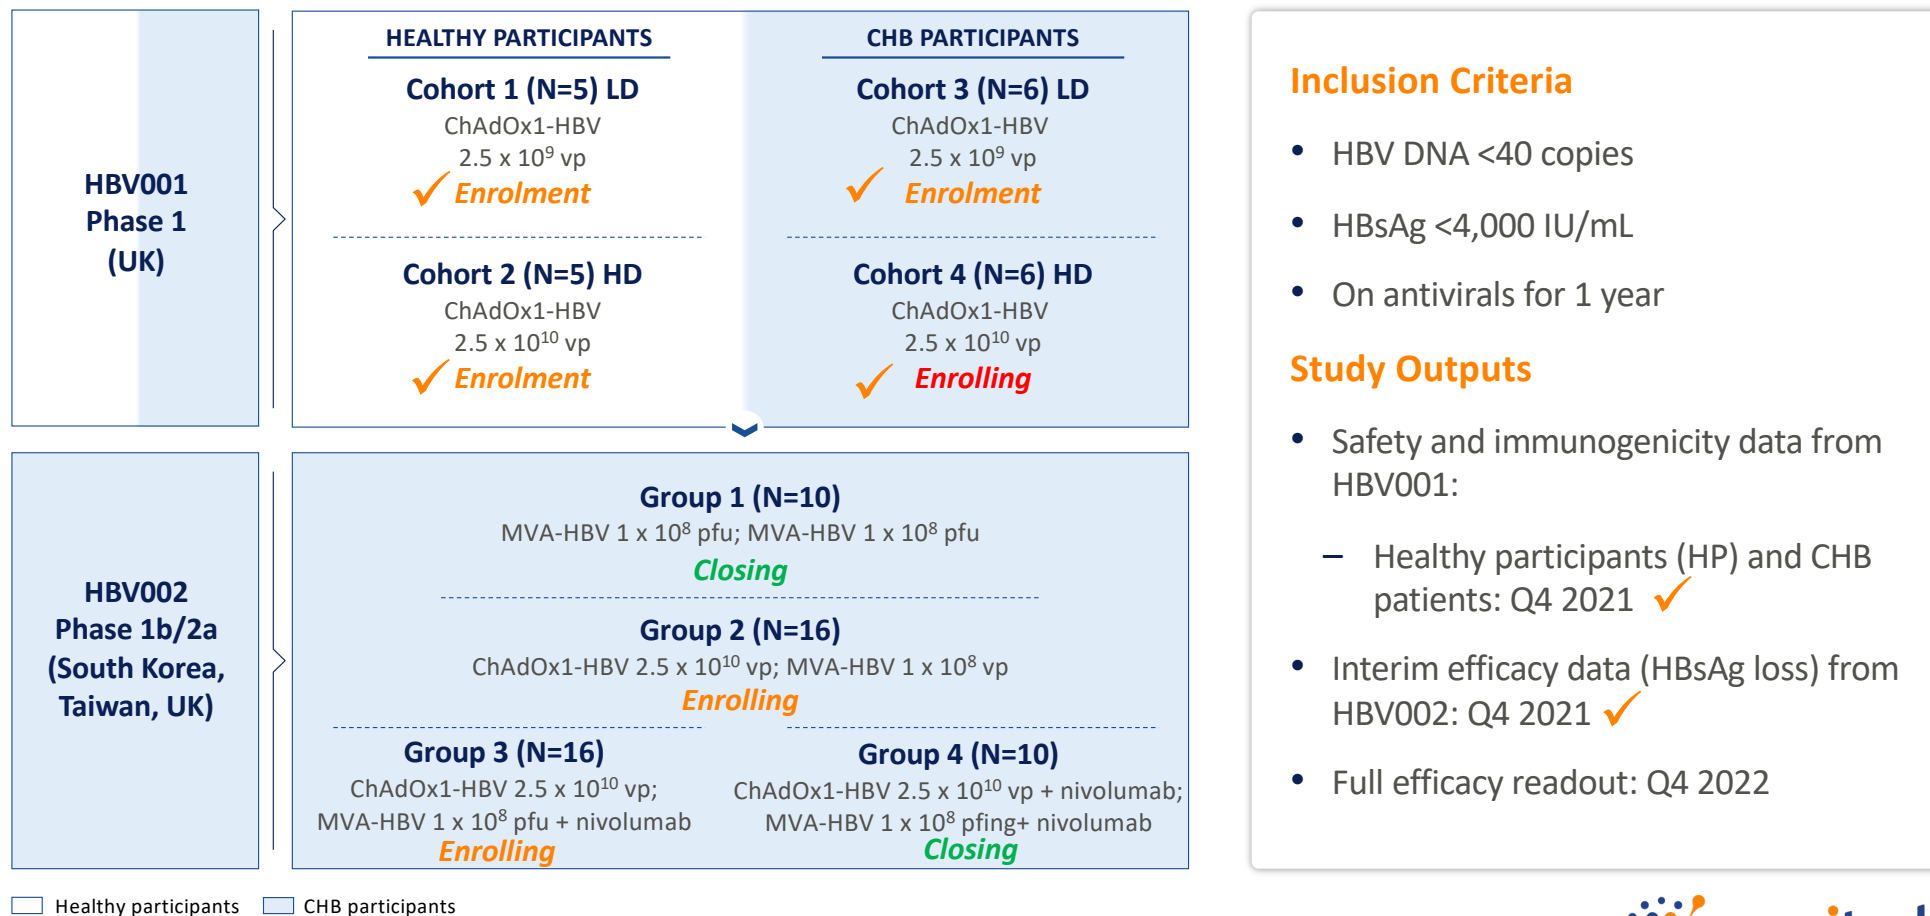 HBV001
Phase 1
(UK)
HEALTHY PARTICIPANTS
Cohort 1 (N=5) LD
ChAdOx1-HBV
2.5 x 10⁹ vp
✓ Enrolment
Cohort 2 (N=5) HD
ChAdOx1-HBV
2.5 x 10¹⁰ vp
✓ Enrolment
CHB PARTICIPANTS
Cohort 3 (N=6) LD
ChAdOx1-HBV
2.5 x 10⁹ vp
✓ Enrolment
Cohort 4 (N=6) HD
ChAdOx1-HBV
2.5 x 10¹⁰ vp
✓ Enrolling
HBV002
Phase 1b/2a
(South Korea,
Taiwan, UK)
Group 1 (N=10)
MVA-HBV 1 x 10⁸ pfu; MVA-HBV 1 x 10⁸ pfu
Closing
Group 2 (N=16)
ChAdOx1-HBV 2.5 x 10¹⁰ vp; MVA-HBV 1 x 10⁸ vp
Enrolling
Group 3 (N=16)
ChAdOx1-HBV 2.5 x 10¹⁰ vp;
MVA-HBV 1 x 10⁸ pfu + nivolumab
Enrolling
Group 4 (N=10)
ChAdOx1-HBV 2.5 x 10¹⁰ vp + nivolumab;
MVA-HBV 1 x 10⁸ pfing+ nivolumab
Closing
Healthy participants
CHB participants
Inclusion Criteria
• HBV DNA <40 copies
• HBsAg <4,000 IU/mL
• On antivirals for 1 year
Study Outputs
• Safety and immunogenicity data from
HBV001:
– Healthy participants (HP) and CHB
patients: Q4 2021 ✓
• Interim efficacy data (HBsAg loss) from
HBV002: Q4 2021 ✓
• Full efficacy readout: Q4 2022